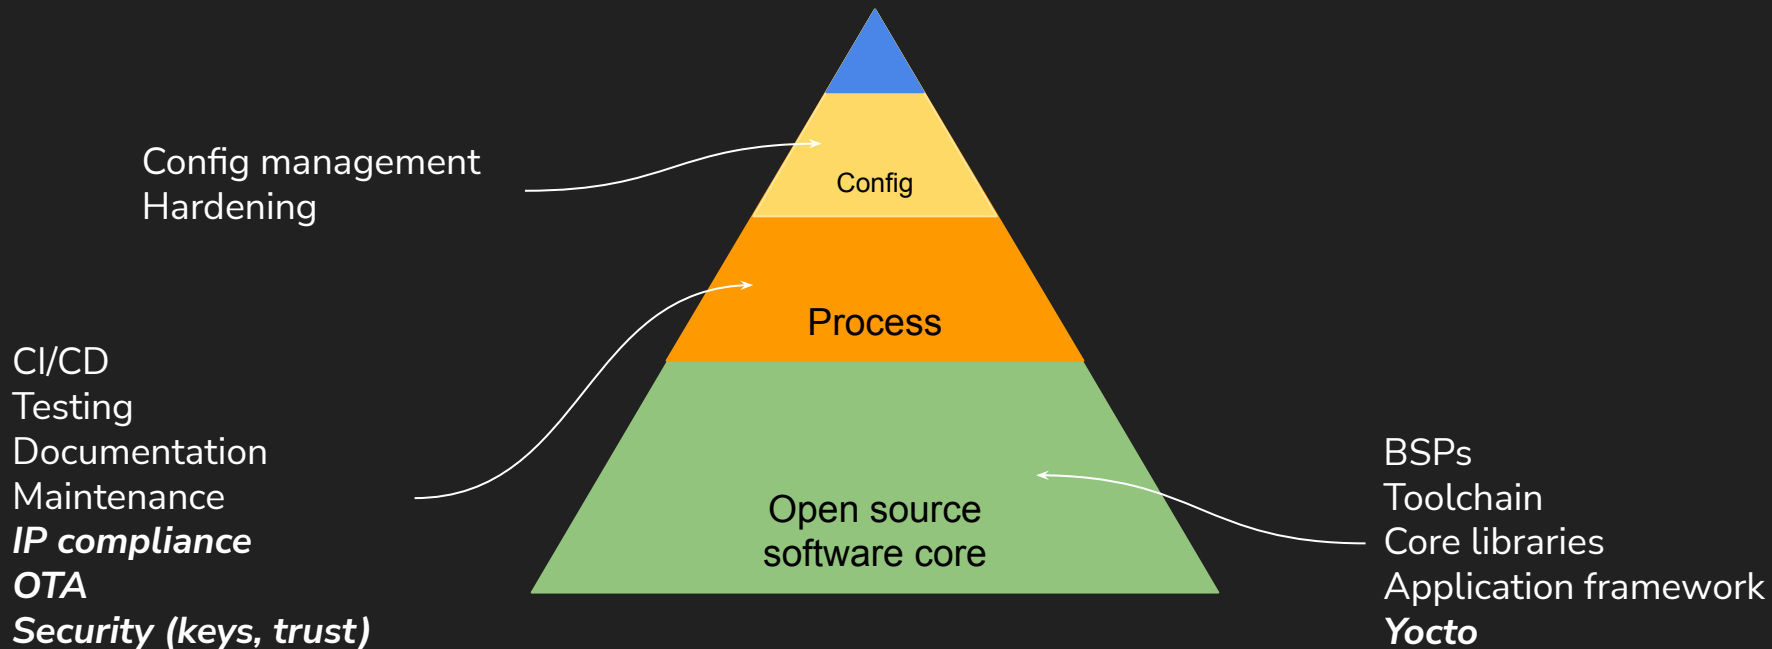 Config management
Hardening
Config
Process
CI/CD
Testing
Documentation
Maintenance
IP compliance
OTA
Security (keys, trust)
Open source
software core
BSPs
Toolchain
Core libraries
Application framework
Yocto